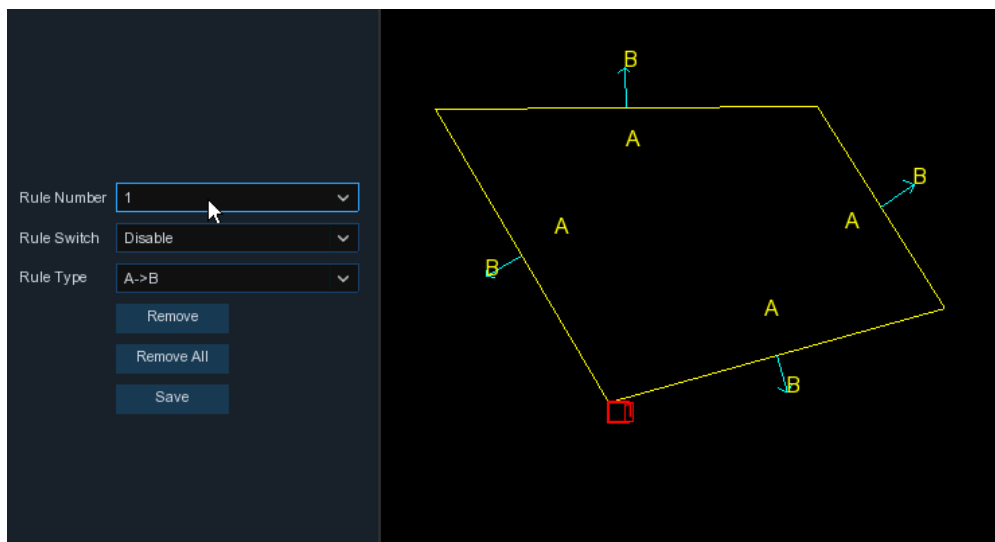 Rule Number 1
Rule Switch Disable
Rule Type A->B
Remove
Remove All
Save
B
A
B
A
A
B
A
B